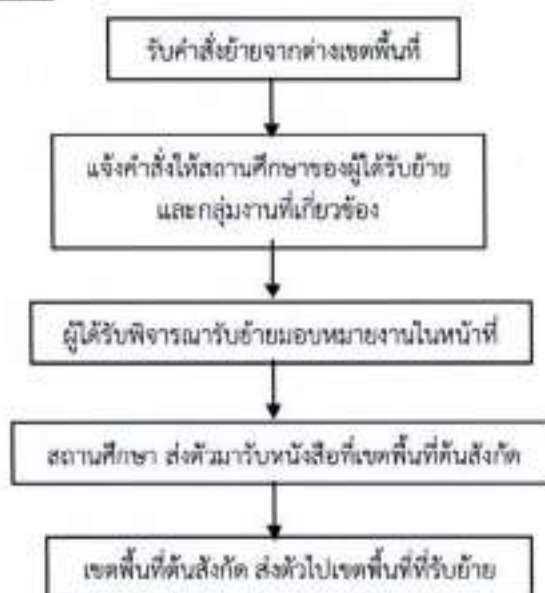 รับคำสั่งย้ายจากต่างเขตพื้นที่
แจ้งคำสั่งให้สถานศึกษาของผู้ได้รับย้าย
และกลุ่มงานที่เกี่ยวข้อง
ผู้ได้รับพิจารณารับย้ายมอบหมายงานในหน้าที่
สถานศึกษา ส่งตัวมารับหนังสือที่เขตพื้นที่ต้นสังกัด
เขตพื้นที่ต้นสังกัด ส่งตัวไปเขตพื้นที่ที่รับย้าย